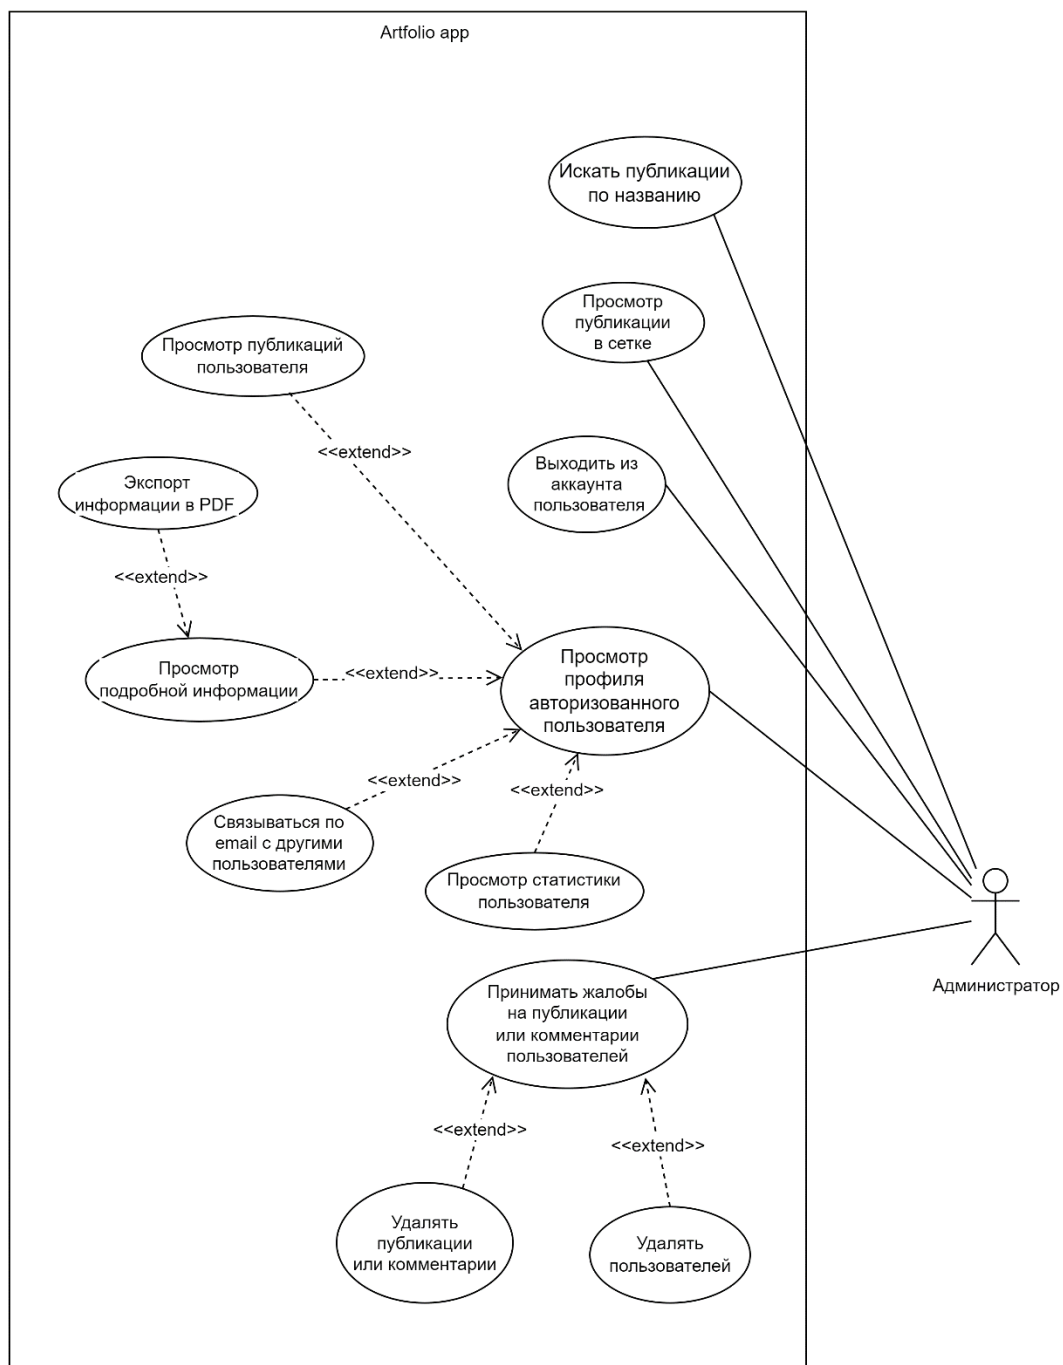 Artfolio app
Искать публикации
по названию
Просмотр
публикации
в сетке
Просмотр публикаций
пользователя
<<extend>>
Выходить из
аккаунта
пользователя
Экспорт
информации в PDF
<<extend>>
Просмотр
подробной информации
<<extend>>
Просмотр
профиля
авторизованного
пользователя
<<extend>>
<<extend>>
Связываться по
email с другими
пользователями
Просмотр статистики
пользователя
Администратор
Принимать жалобы
на публикации
или комментарии
пользователей
<<extend>>
<<extend>>
Удалять
публикации
или комментарии
Удалять
пользователей